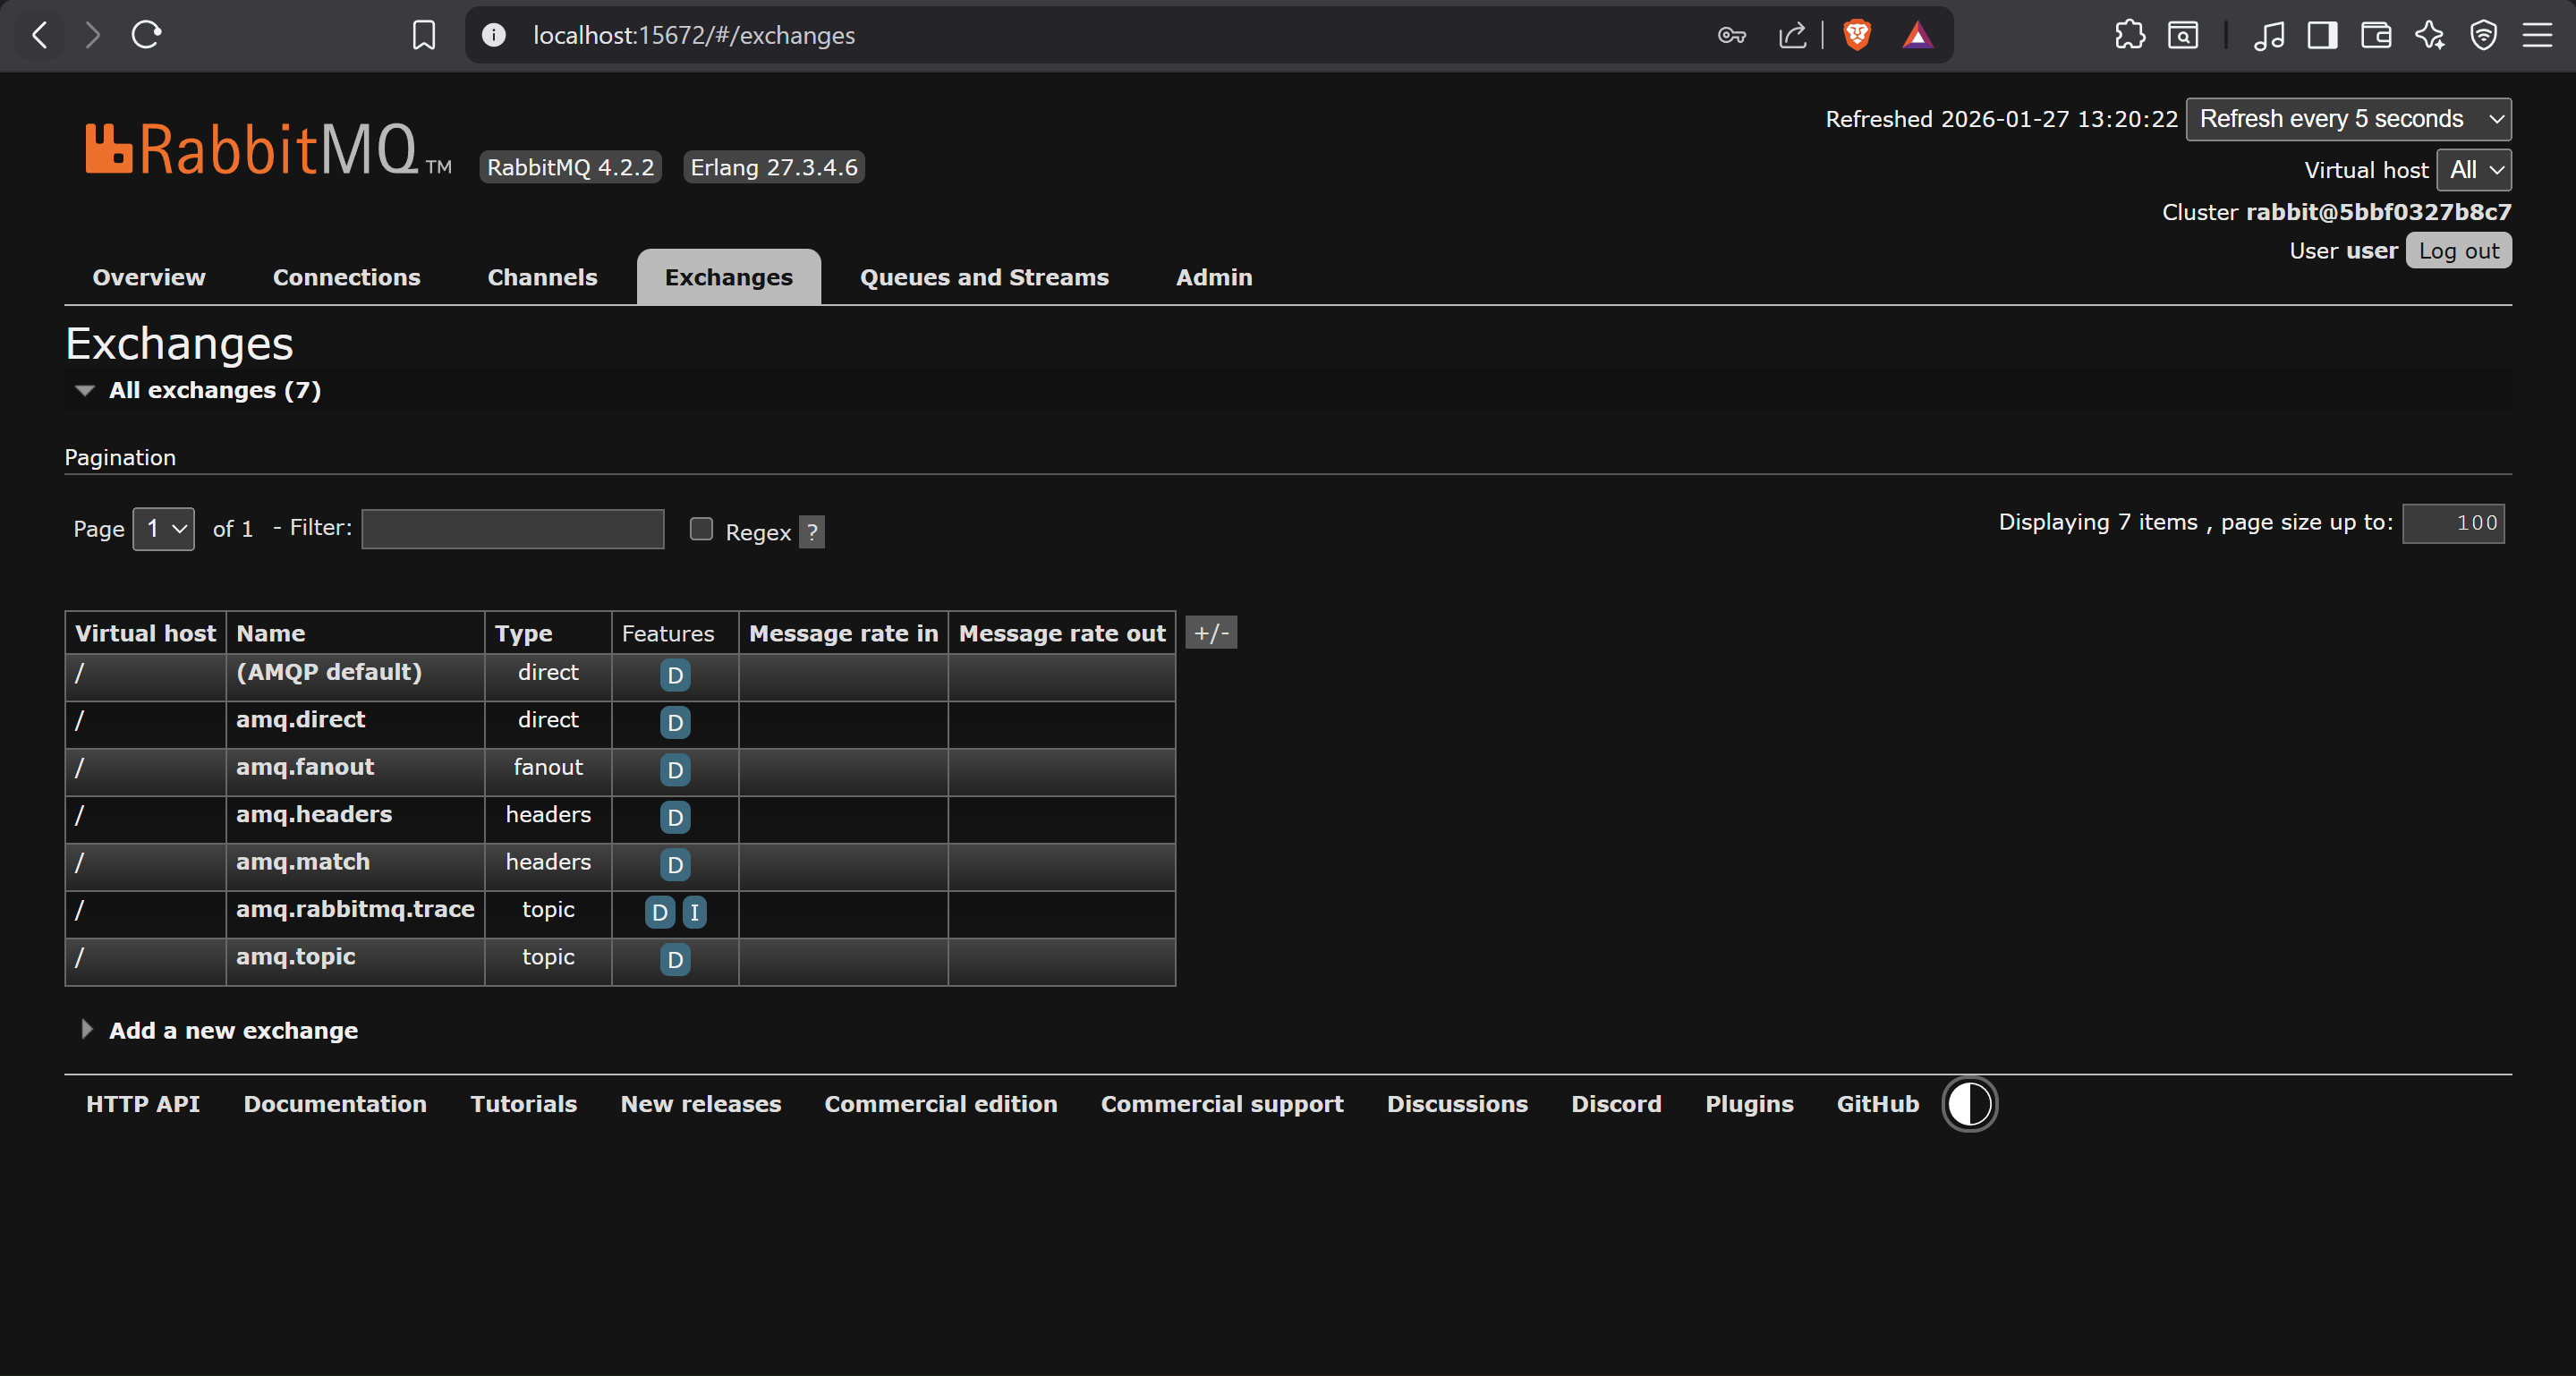 localhost:15672/#/exchanges
RabbitMQ™ RabbitMQ 4.2.2 Erlang 27.3.4.6
Refreshed 2026-01-27 13:20:22 Refresh every 5 seconds
Virtual host All
Cluster rabbit@5bbf0327b8c7
User user Log out
Overview Connections Channels Exchanges Queues and Streams Admin
Exchanges
All exchanges (7)
Pagination
Page 1 of 1 - Filter: Regex ? Displaying 7 items , page size up to: 100
Virtual host Name Type Features Message rate in Message rate out +/-
/ (AMQP default) direct D
/ amq.direct direct D
/ amq.fanout fanout D
/ amq.headers headers D
/ amq.match headers D
/ amq.rabbitmq.trace topic D I
/ amq.topic topic D
Add a new exchange
HTTP API Documentation Tutorials New releases Commercial edition Commercial support Discussions Discord Plugins GitHub